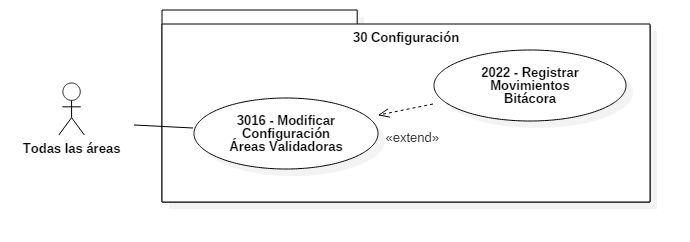 30 Configuración
2022 - Registrar
Movimientos
Bitácora
3016 - Modificar
Configuración
Áreas Validadoras
«extend»
Todas las áreas